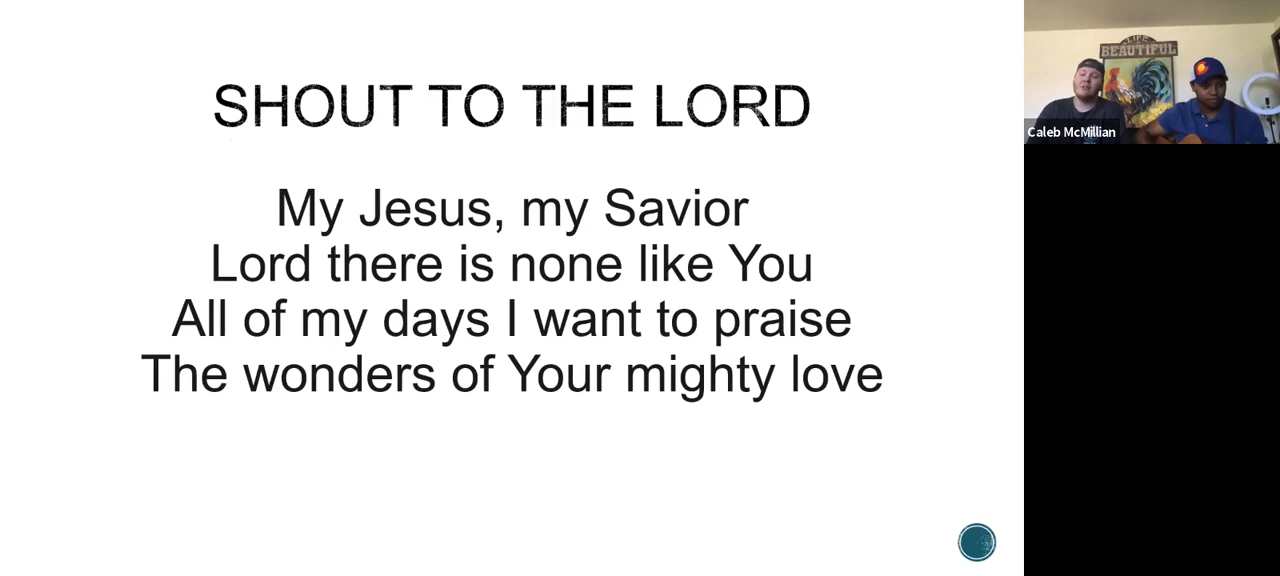 SHOUT TO THE LORD
My Jesus, my Savior
Lord there is none like You
All of my days I want to praise
The wonders of Your mighty love
LIFE
BEAUTIFUL
Caleb McMillian